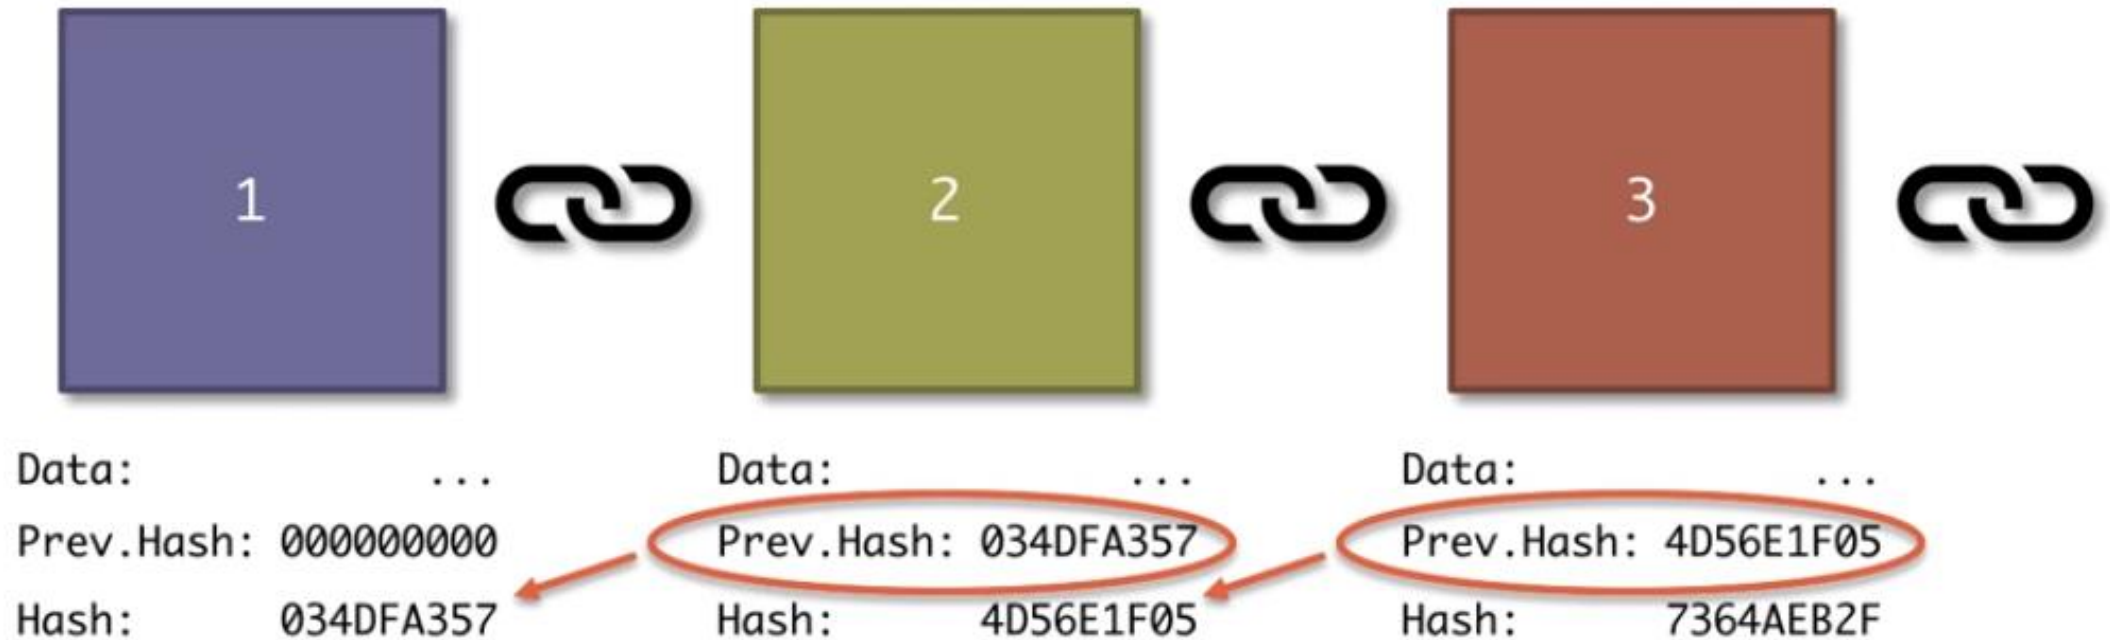 1
2
3
Data: ...
Prev.Hash: 000000000
Hash: 034DFA357
Data: ...
Prev.Hash: 034DFA357
Hash: 4D56E1F05
Data: ...
Prev.Hash: 4D56E1F05
Hash: 7364AEB2F